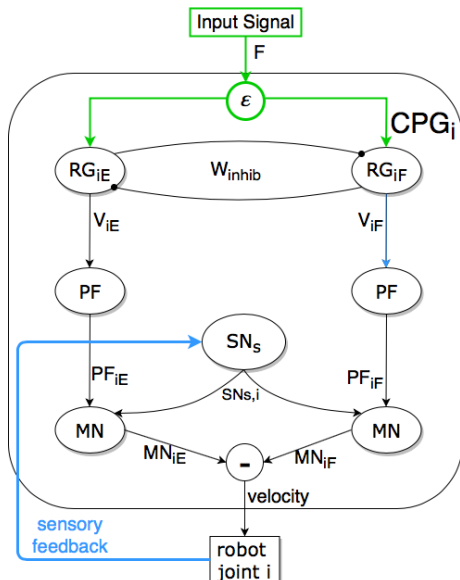 Input Signal
F
ε
CPGi
RGiE
Winhib
RGiF
ViE
ViF
PF
PF
SNs
PFiE
PFiF
SNs,i
MN
MN
MNiE
-
MNiF
velocity
sensory
feedback
robot
joint i